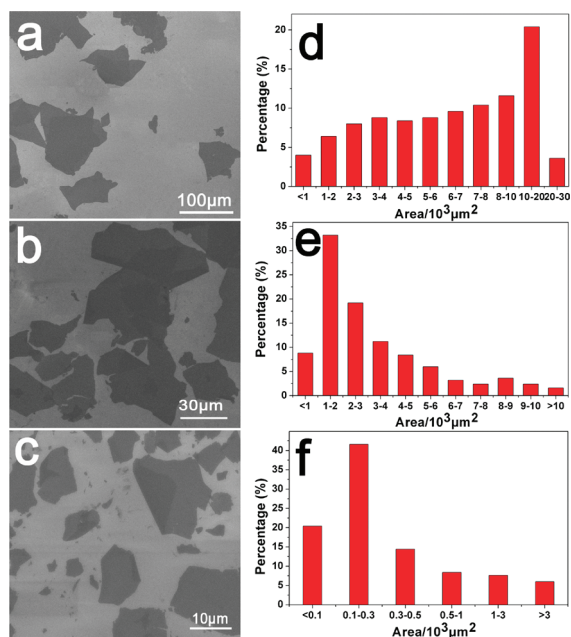 a
100μm
b
30μm
c
10μm
d
Percentage (%)
20
15
10
5
0
<1 1-2 2-3 3-4 4-5 5-6 6-7 7-8 8-10 10-20 20-30
Area/10³μm²
e
Percentage (%)
35
30
25
20
15
10
5
0
<1 1-2 2-3 3-4 4-5 5-6 6-7 7-8 8-9 9-10 >10
Area/10³μm²
f
Percentage (%)
40
35
30
25
20
15
10
5
0
<0.1 0.1-0.3 0.3-0.5 0.5-1 1-3 >3
Area/10³μm²